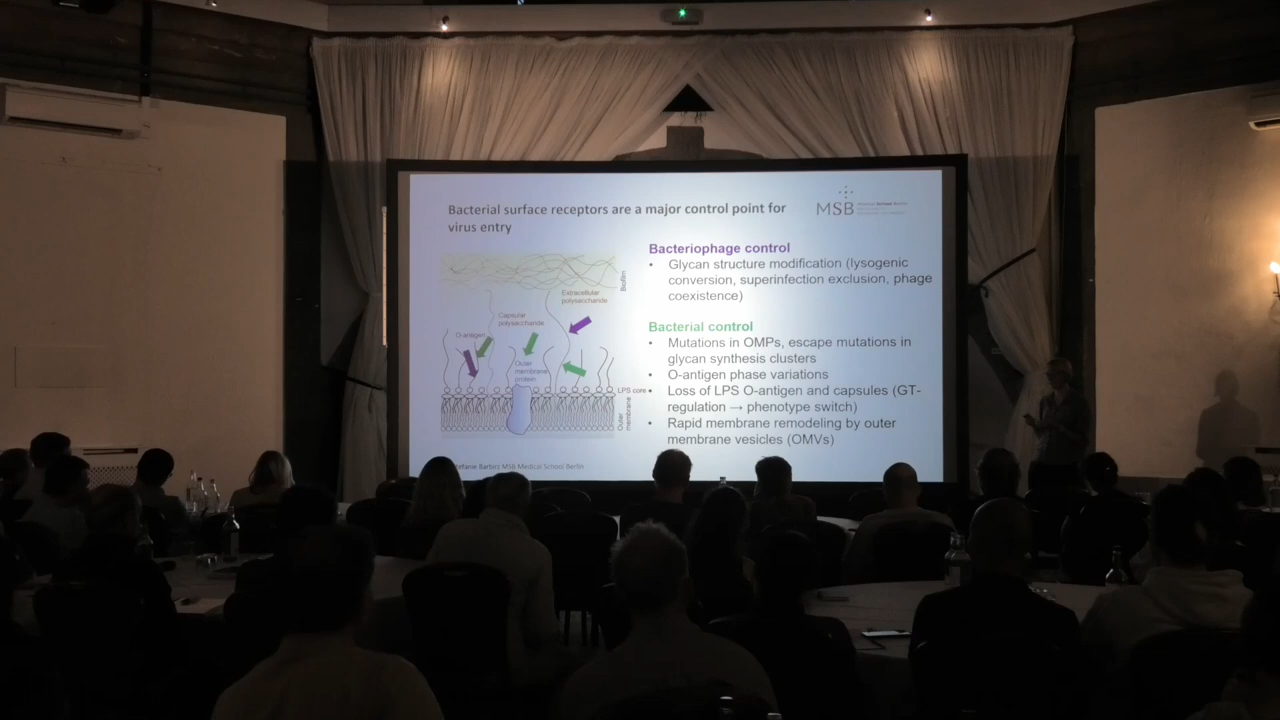 Bacterial surface receptors are a major control point for
virus entry
MSB
Biofilm
Extracellular
polysaccharide
Capsular
polysaccharide
O-antigen
Outer
membrane
protein
LPS core
Outer
membrane
Bacteriophage control
• Glycan structure modification (lysogenic
conversion, superinfection exclusion, phage
coexistence)
Bacterial control
• Mutations in OMPs, escape mutations in
glycan synthesis clusters
• O-antigen phase variations
• Loss of LPS O-antigen and capsules (GT-
regulation → phenotype switch)
• Rapid membrane remodeling by outer
membrane vesicles (OMVs)
MSB Medical School Berlin